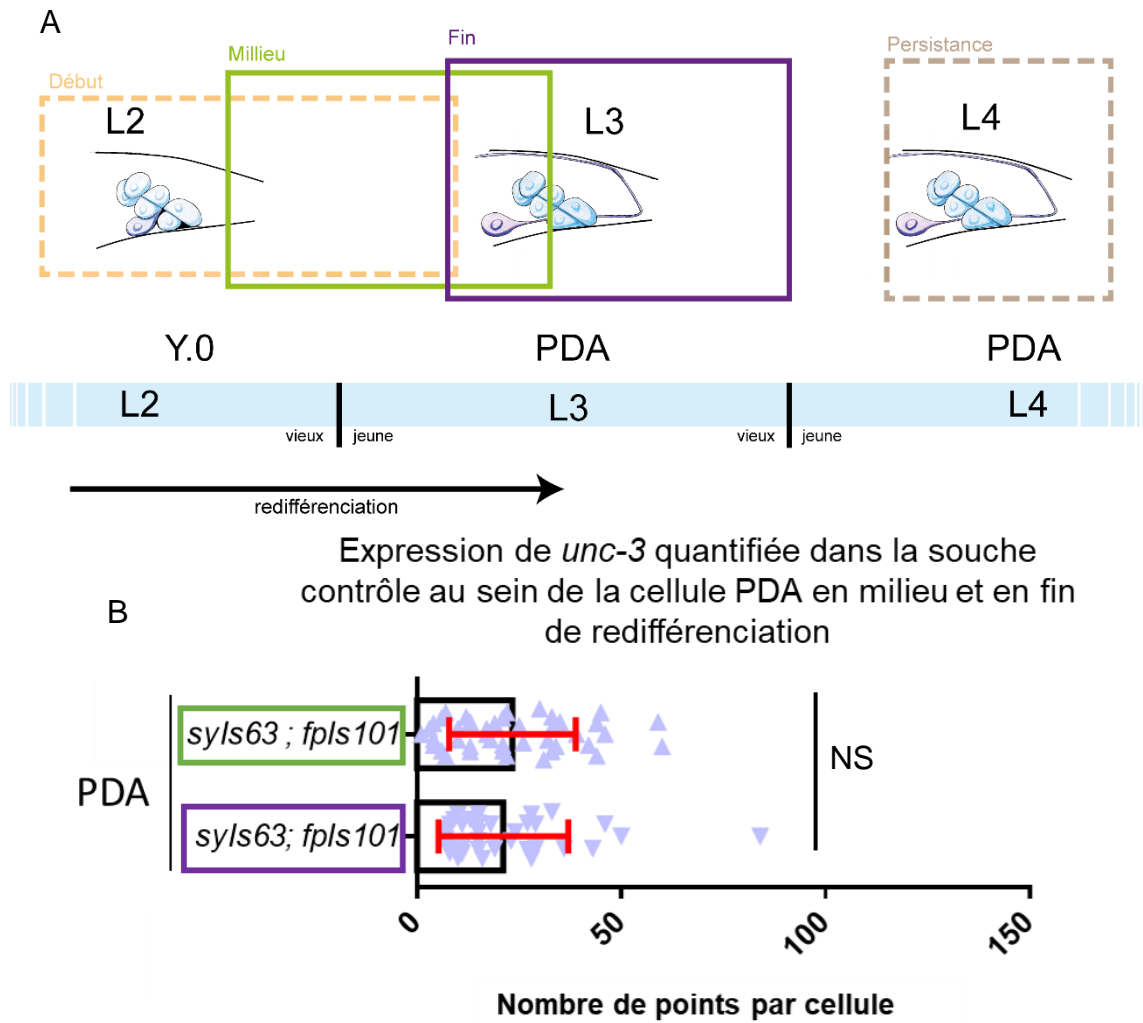 A
Début
Millieu
Fin
Persistance
L2
L3
L4
Y.0
PDA
PDA
L2
L3
L4
vieux
jeune
vieux
jeune
redifférenciation
Expression de unc-3 quantifiée dans la souche
contrôle au sein de la cellule PDA en milieu et en fin
de redifférenciation
B
PDA
syIs63 ; fpIs101
syIs63; fpIs101
NS
0
50
100
150
Nombre de points par cellule